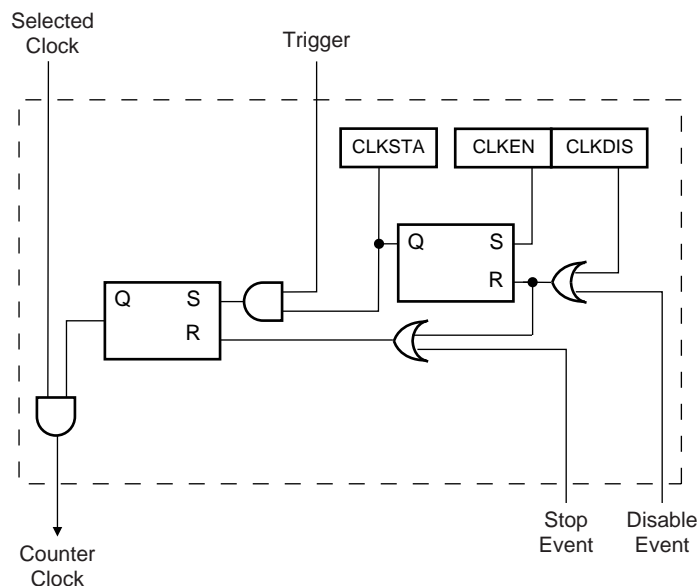 Selected
Clock
Trigger
CLKSTA
CLKEN
CLKDIS
Q
S
R
Q
S
R
Stop
Event
Disable
Event
Counter
Clock